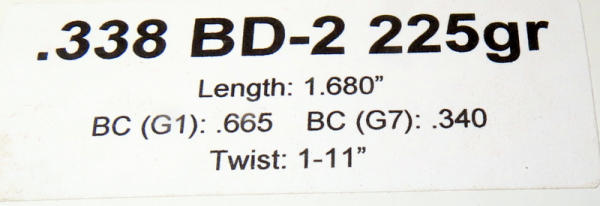 .338 BD-2 225gr
Length: 1.680”
BC (G1): .665 BC (G7): .340
Twist: 1-11”